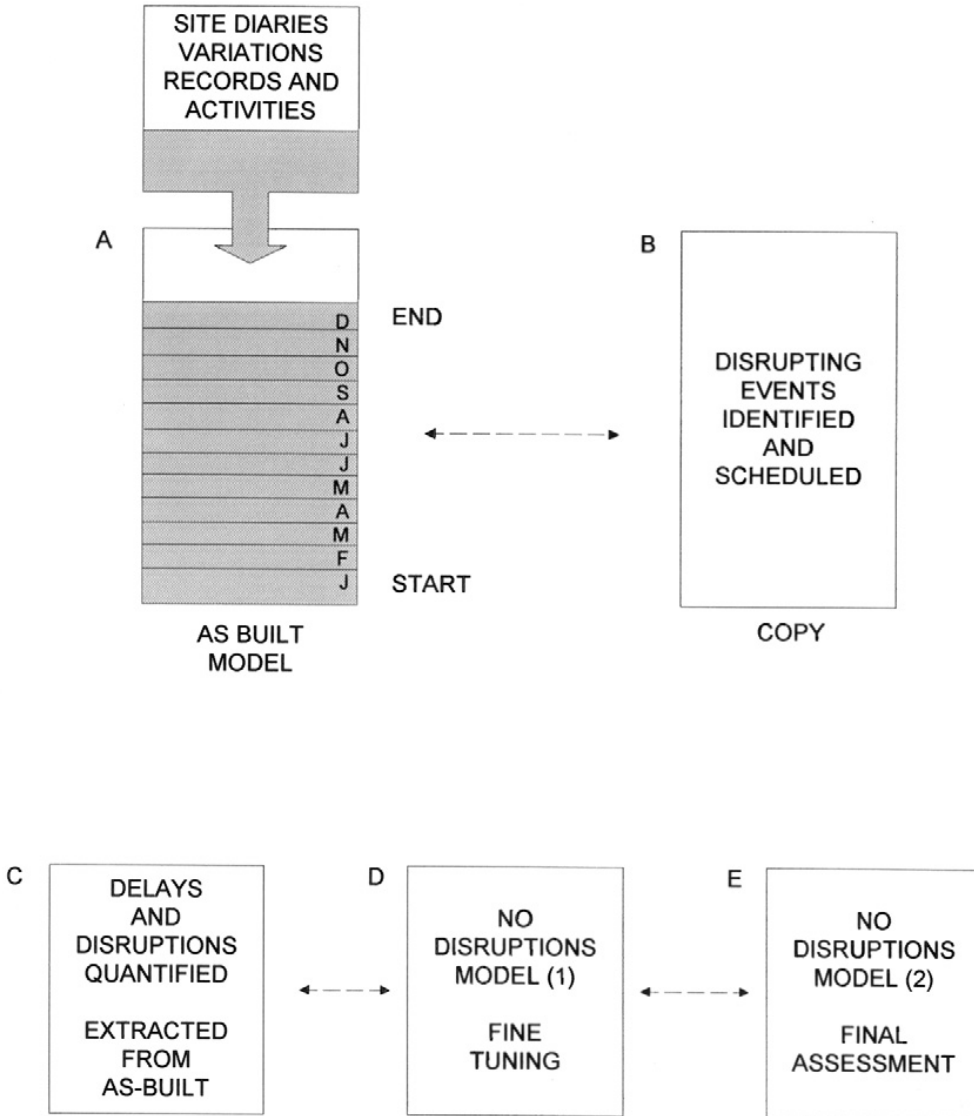 SITE DIARIES
VARIATIONS
RECORDS AND
ACTIVITIES
A
B
D
END
N
O
S
A
J
J
M
A
M
F
J
START
AS BUILT
MODEL
DISRUPTING
EVENTS
IDENTIFIED
AND
SCHEDULED
COPY
C
DELAYS
AND
DISRUPTIONS
QUANTIFIED
EXTRACTED
FROM
AS-BUILT
D
NO
DISRUPTIONS
MODEL (1)
FINE
TUNING
E
NO
DISRUPTIONS
MODEL (2)
FINAL
ASSESSMENT